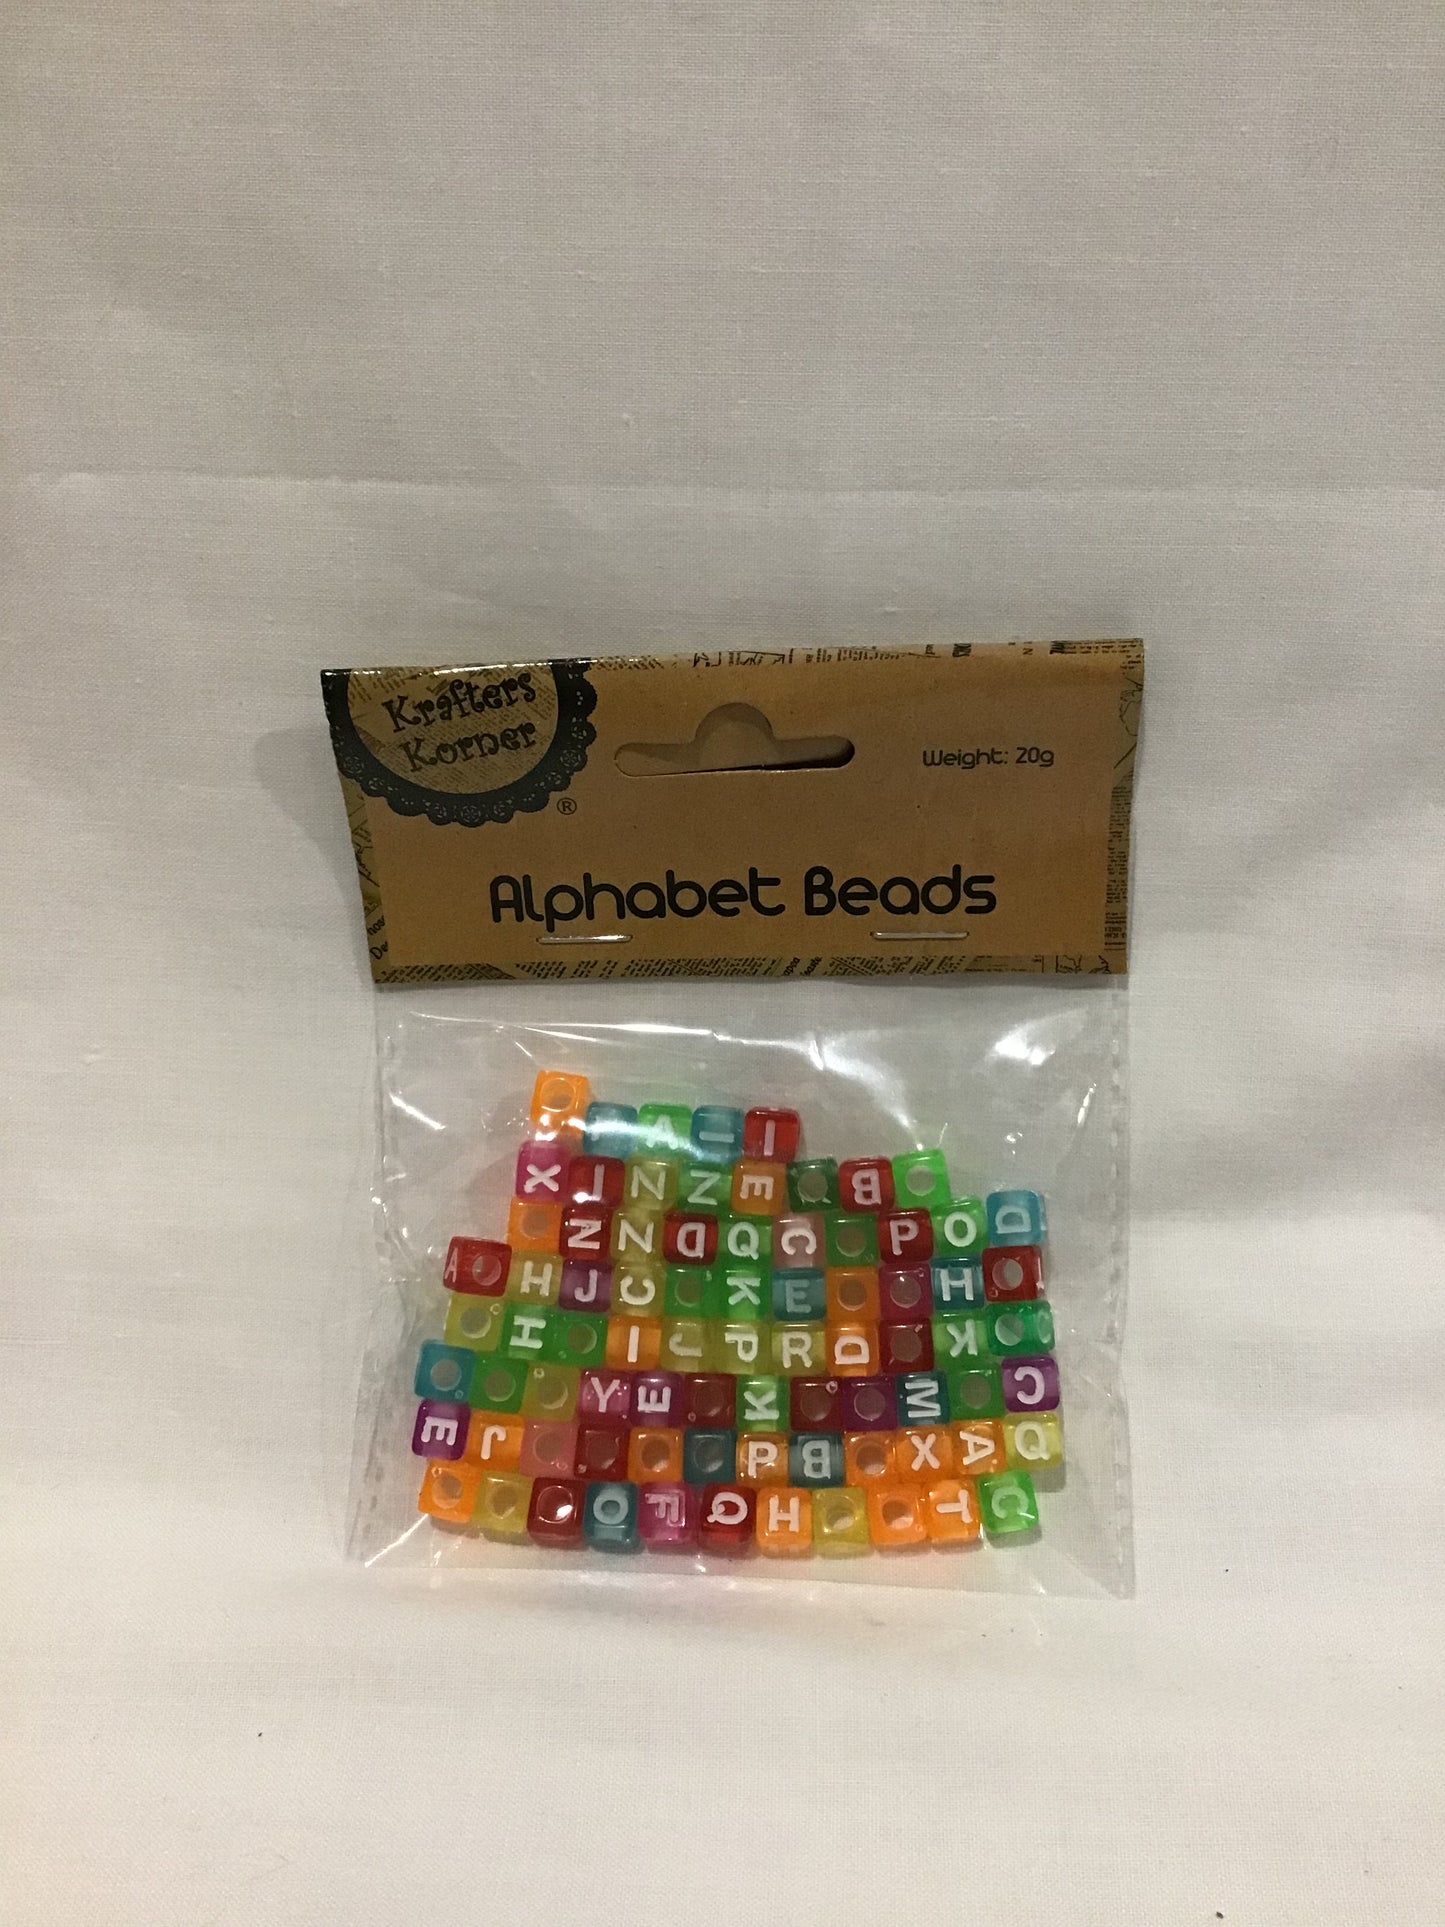 Krafters
Korner
®
Weight: 20g
Alphabet Beads
A I I
X I N Z E B
Z N D Q C P O D
A H J C K E H
H I J P R D K C
Y E K M C
E J P B X A Q
O F Q H T C